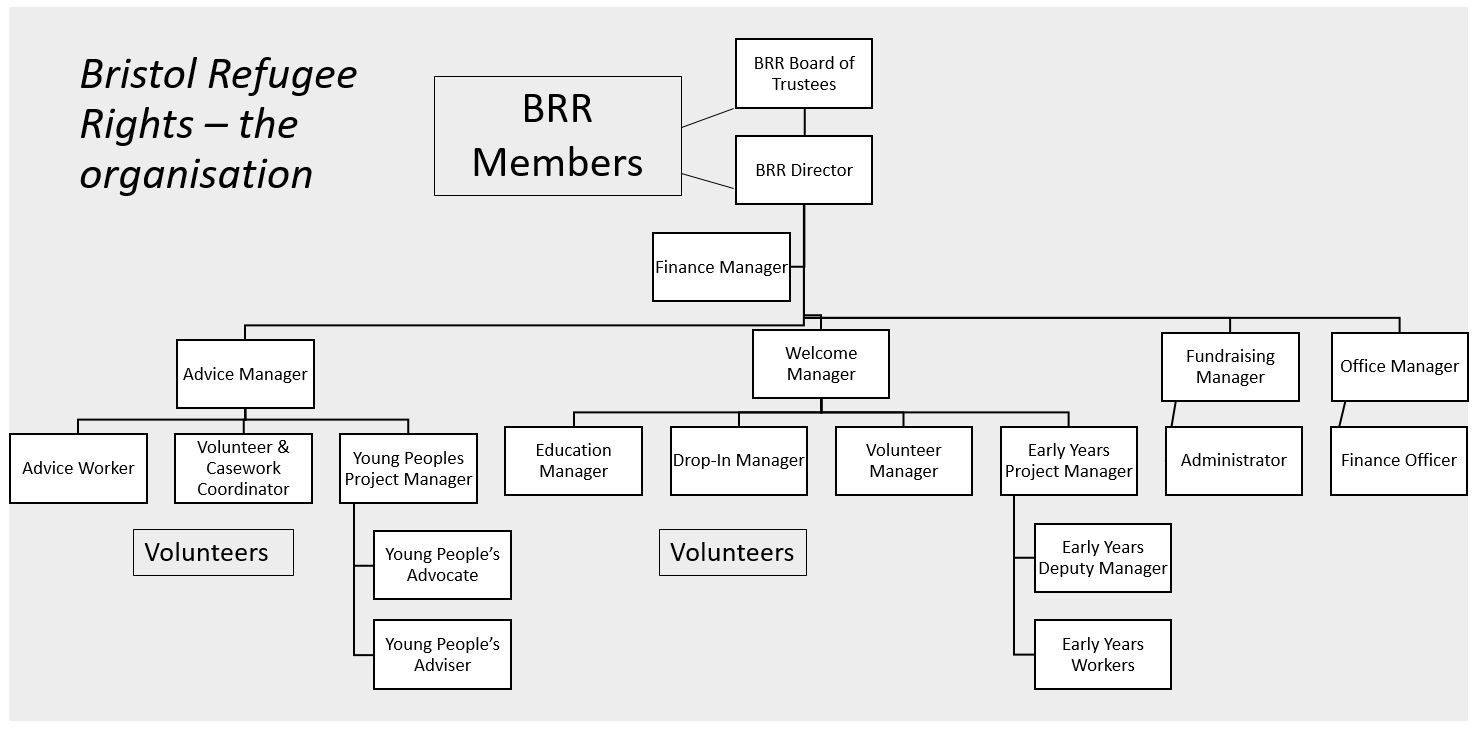 Bristol Refugee
Rights – the
organisation
BRR
Members
BRR Board of
Trustees
BRR Director
Finance Manager
Advice Manager
Welcome
Manager
Fundraising
Manager
Office Manager
Advice Worker
Volunteer &
Casework
Coordinator
Young Peoples
Project Manager
Education
Manager
Drop-In Manager
Volunteer
Manager
Early Years
Project Manager
Administrator
Finance Officer
Volunteers
Young People’s
Advocate
Young People’s
Adviser
Volunteers
Early Years
Deputy Manager
Early Years
Workers